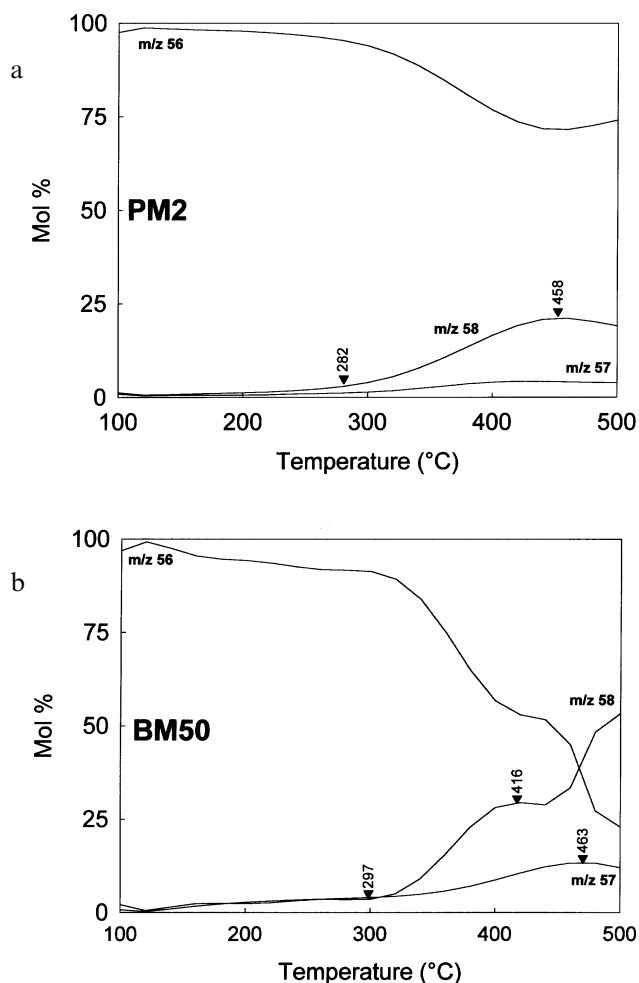 a
100
75
50
25
0
Mol %
m/z 56
PM2
282
m/z 58
458
m/z 57
100 200 300 400 500
Temperature (°C)
b
100
75
50
25
0
Mol %
m/z 56
BM50
297
416
m/z 58
463
m/z 57
100 200 300 400 500
Temperature (°C)